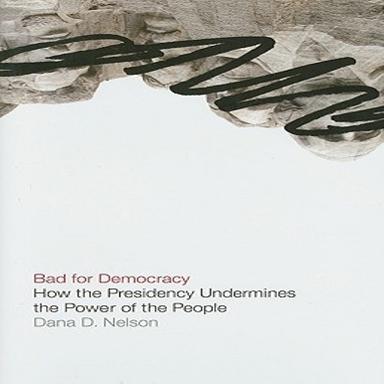 Bad for Democracy
How the Presidency Undermines
the Power of the People
Dana D. Nelson